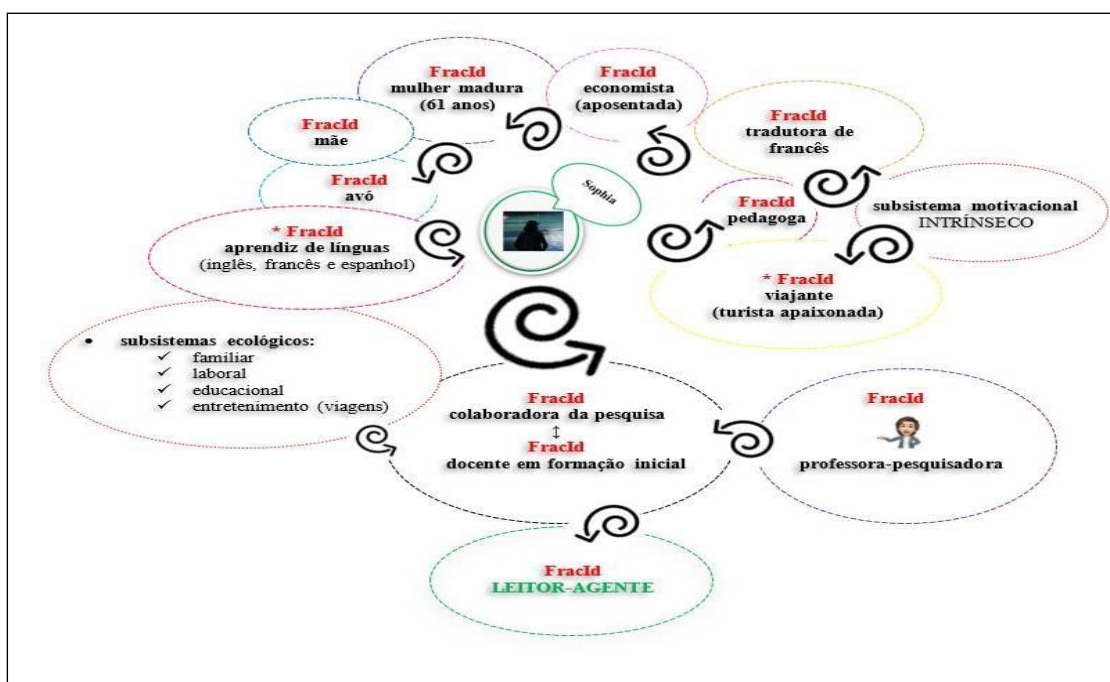 FracId
mulher madura
(61 anos)
FracId
economista
(aposentada)
FracId
tradutora de
francês
FracId
mãe
FracId
avó
Sophia
FracId
pedagoga
subsistema motivacional
INTRÍNSECO
* FracId
aprendiz de línguas
(inglês, francês e espanhol)
* FracId
viajante
(turista apaixonada)
• subsistemas ecológicos:
✓ familiar
✓ laboral
✓ educacional
✓ entretenimento (viagens)
FracId
colaboradora da pesquisa
↕
FracId
docente em formação inicial
FracId
professora-pesquisadora
FracId
LEITOR-AGENTE